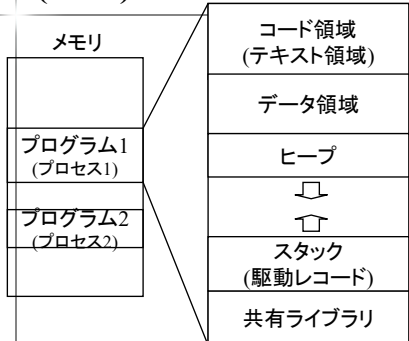 メモリ
プログラム1
(プロセス1)
プログラム2
(プロセス2)
コード領域
(テキスト領域)
データ領域
ヒープ
スタック
(駆動レコード)
共有ライブラリ